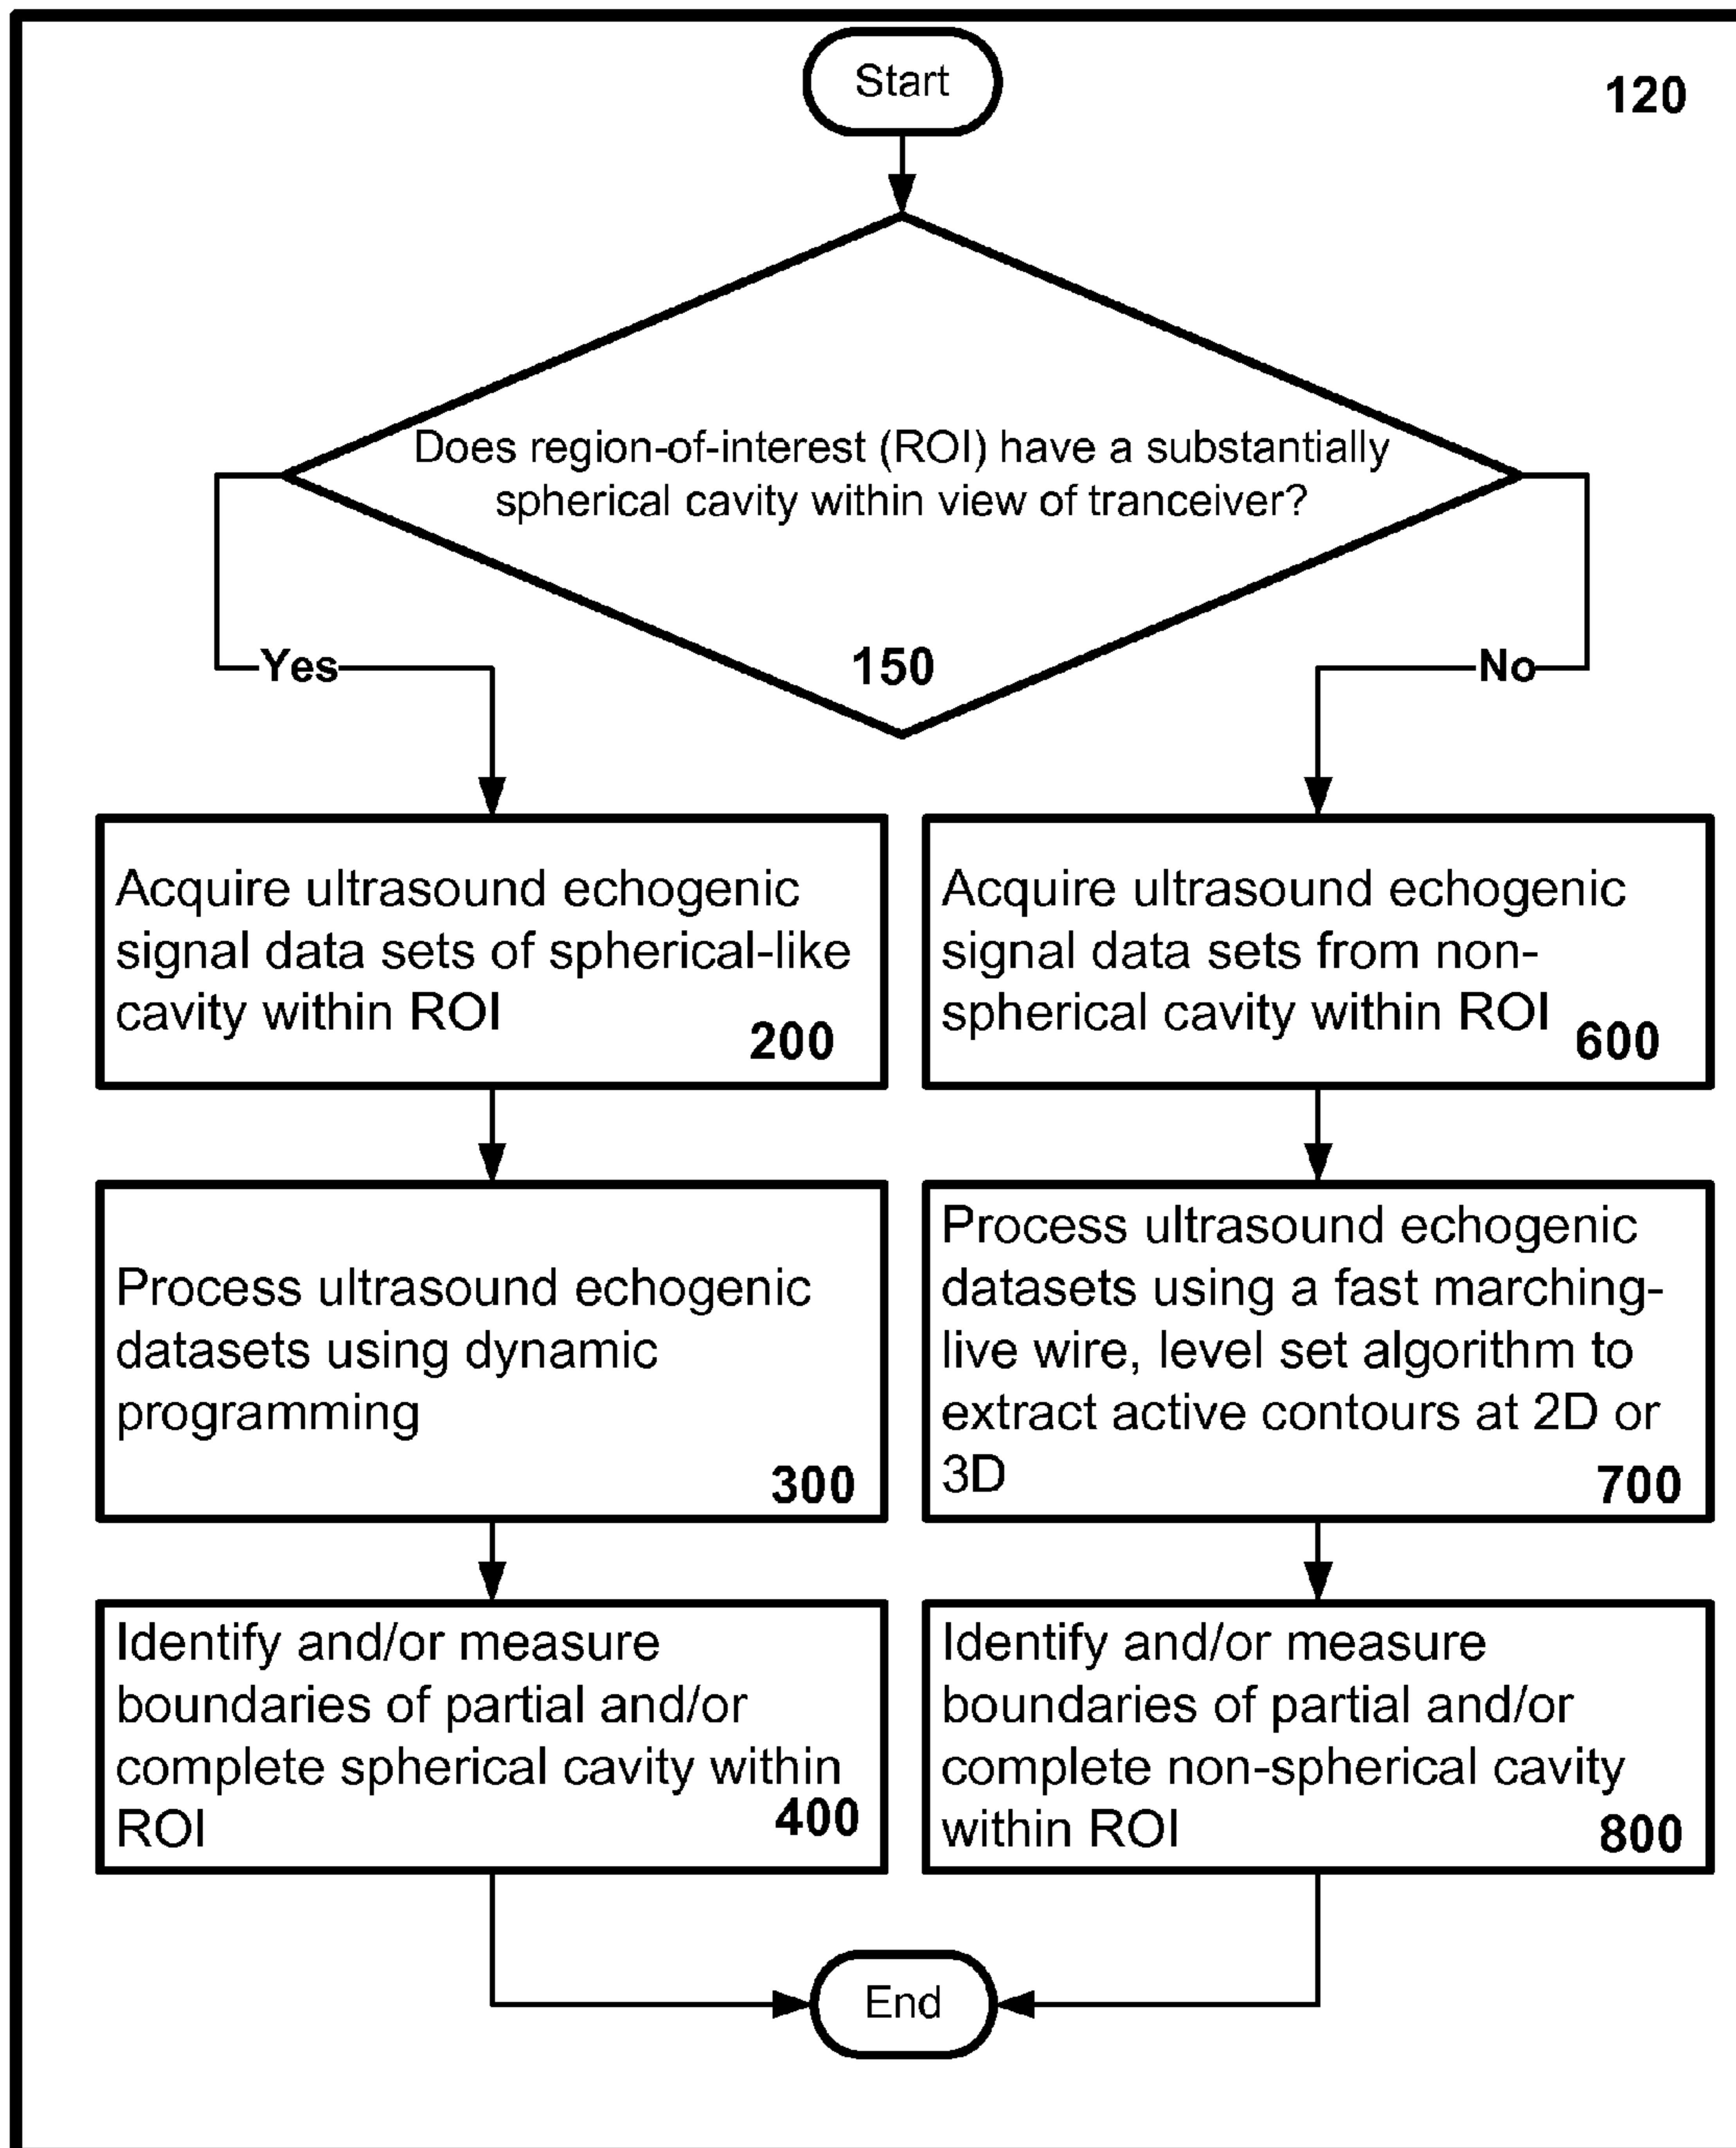 Start
120
Does region-of-interest (ROI) have a substantially
spherical cavity within view of tranceiver?
150
Yes
No
Acquire ultrasound echogenic
signal data sets of spherical-like
cavity within ROI
200
Acquire ultrasound echogenic
signal data sets from non-
spherical cavity within ROI
600
Process ultrasound echogenic
datasets using dynamic
programming
300
Process ultrasound echogenic
datasets using a fast marching-
live wire, level set algorithm to
extract active contours at 2D or
3D
700
Identify and/or measure
boundaries of partial and/or
complete spherical cavity within
ROI
400
Identify and/or measure
boundaries of partial and/or
complete non-spherical cavity
within ROI
800
End